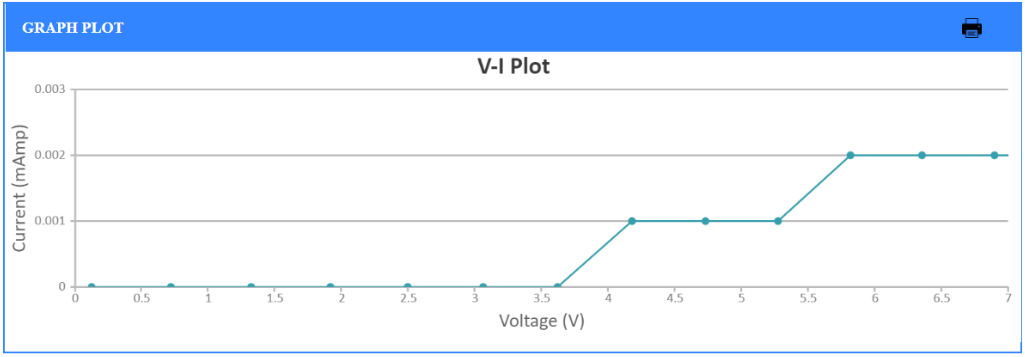 GRAPH PLOT
V-I Plot
Current (mAmp)
0.003
0.002
0.001
0
0 0.5 1 1.5 2 2.5 3 3.5 4 4.5 5 5.5 6 6.5 7
Voltage (V)